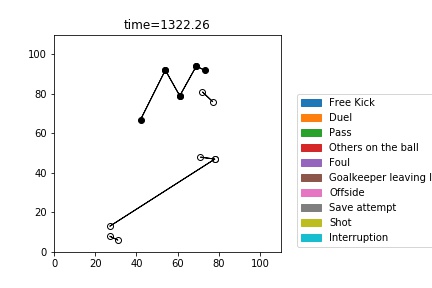 time=1322.26
100
80
60
40
20
0
0 20 40 60 80 100
Free Kick
Duel
Pass
Others on the ball
Foul
Goalkeeper leaving l
Offside
Save attempt
Shot
Interruption